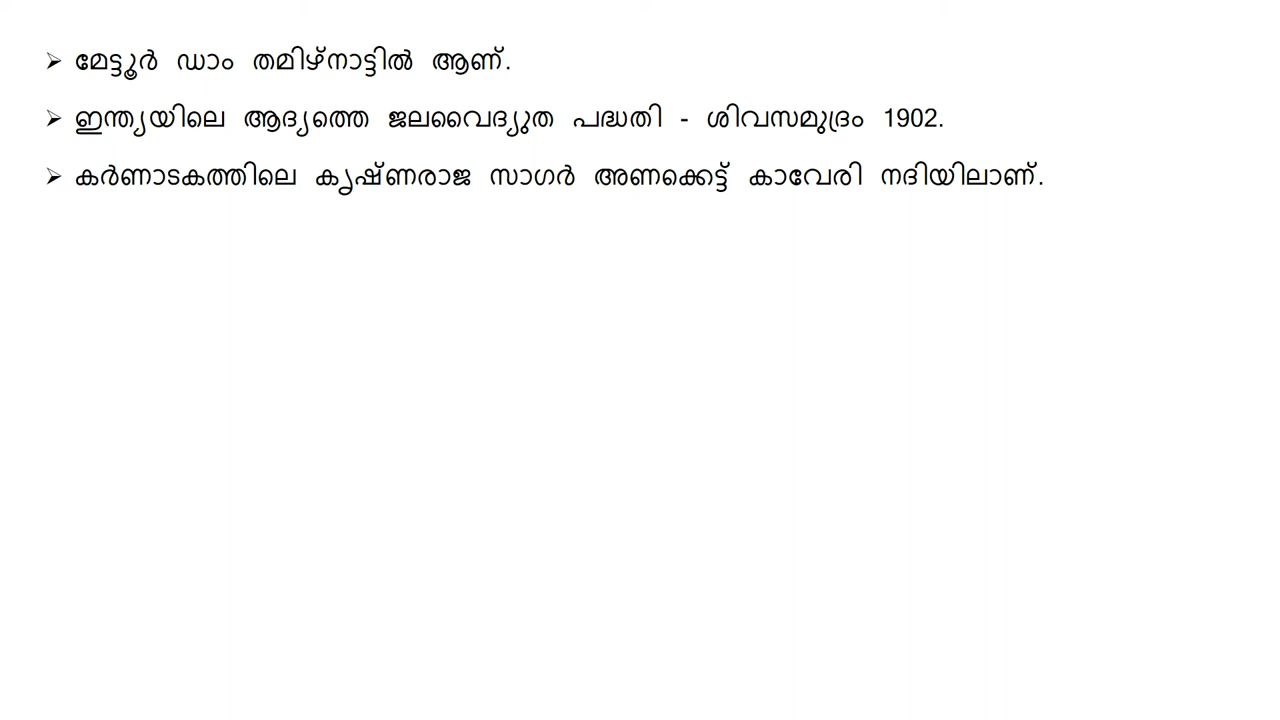 ➢ മേട്ടൂർ ഡാം തമിഴ്നാട്ടിൽ ആണ്.
➢ ഇന്ത്യയിലെ ആദ്യത്തെ ജലവൈദ്യുത പദ്ധതി - ശിവസമുദ്രം 1902.
➢ കർണാടകത്തിലെ കൃഷ്ണരാജ സാഗർ അണക്കെട്ട് കാവേരി നദിയിലാണ്.